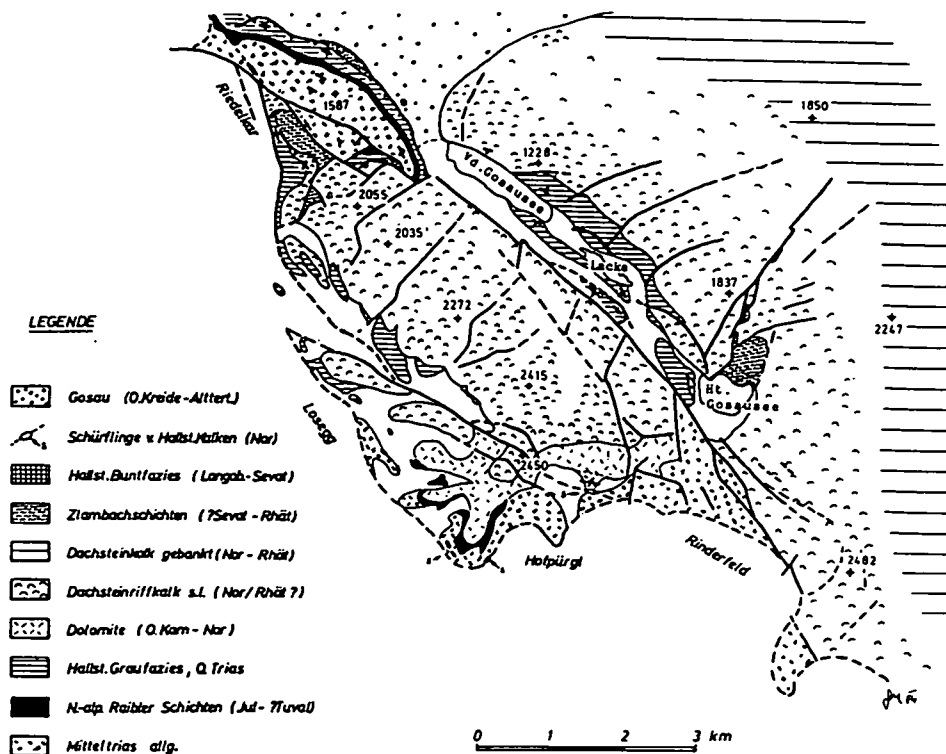 Riedelkar
1587
1850
1228
Vd. Gosausee
2055
2035
Lacke
1837
2272
2247
LEGENDE
Ht.
Gosausee
2415
Losegg
Gosau (O.Kreide-Alttert.)
Schürflinge v. Hallst.Kalken (Nor)
s
2450
Hallst. Buntfazies (Langob.-Sevat)
Zlambachschichten (?Sevat - Rhät)
Dachsteinkalk gebankt (Nor - Rhät)
s
s
Hofpürgl
Rinderfeld
2482
Dachsteinriffkalk s.l. (Nor/Rhät ?)
Dolomite (O.Karn - Nor)
Hallst. Graufazies, O.Trias
N.-alp. Raibler Schichten (Jul - ?Tuval)
Mitteltrias allg.
0 1 2 3 km